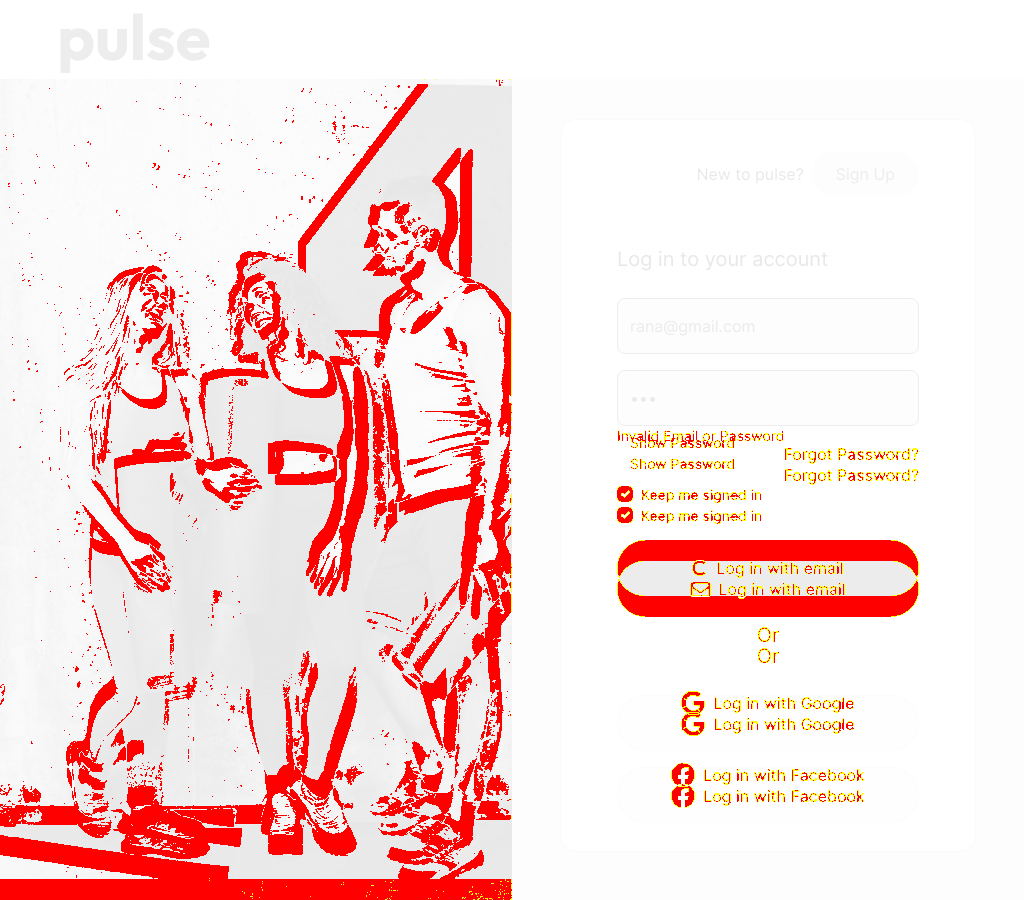 pulse
New to pulse? Sign Up
Log in to your account
rana@gmail.com
Invalid Email or Password
Show Password
Forgot Password?
Show Password
Forgot Password?
Keep me signed in
Keep me signed in
Log in with email
Log in with email
Or
Or
Log in with Google
Log in with Google
Log in with Facebook
Log in with Facebook